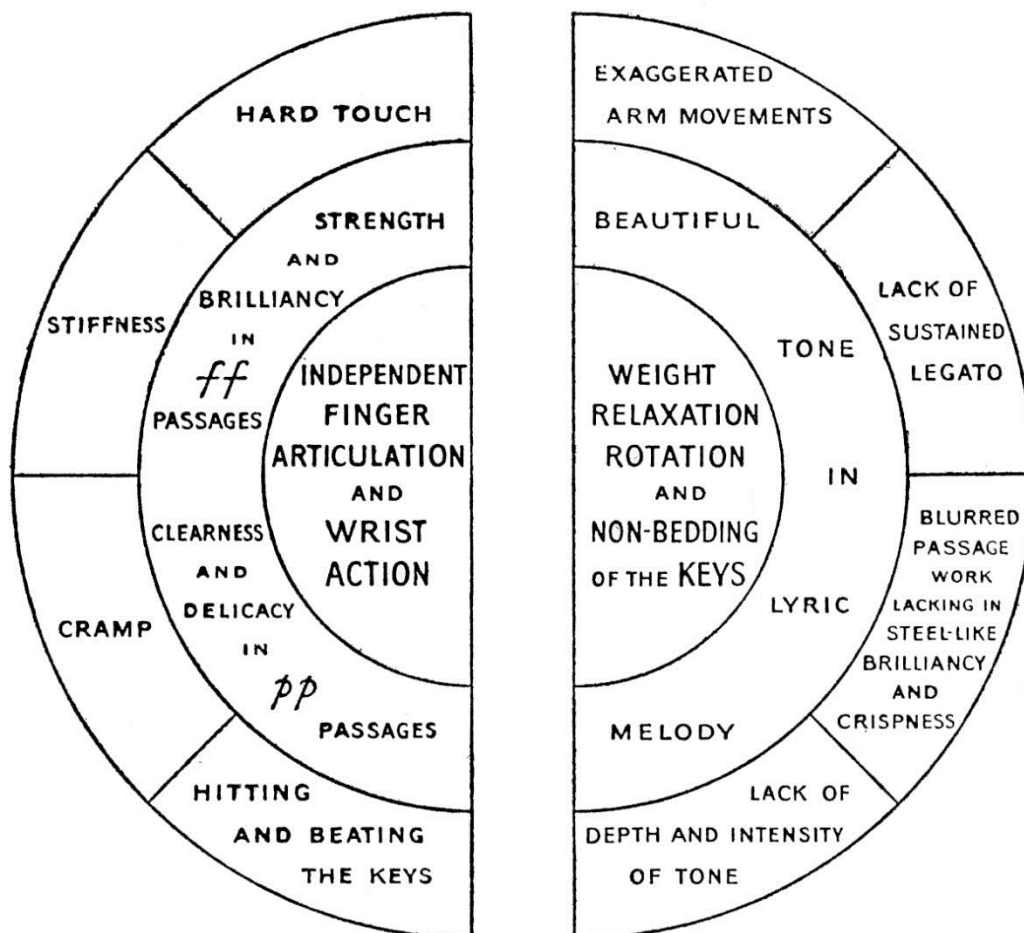 HARD TOUCH
STIFFNESS
CRAMP
HITTING
AND BEATING
THE KEYS
STRENGTH
AND
BRILLIANCY
IN
ff
PASSAGES
CLEARNESS
AND
DELICACY
IN
pp
PASSAGES
INDEPENDENT
FINGER
ARTICULATION
AND
WRIST
ACTION
WEIGHT
RELAXATION
ROTATION
AND
NON-BEDDING
OF THE KEYS
BEAUTIFUL
TONE
IN
LYRIC
MELODY
EXAGGERATED
ARM MOVEMENTS
LACK OF
SUSTAINED
LEGATO
BLURRED
PASSAGE
WORK
LACKING IN
STEEL-LIKE
BRILLIANCY
AND
CRISPNESS
LACK OF
DEPTH AND INTENSITY
OF TONE